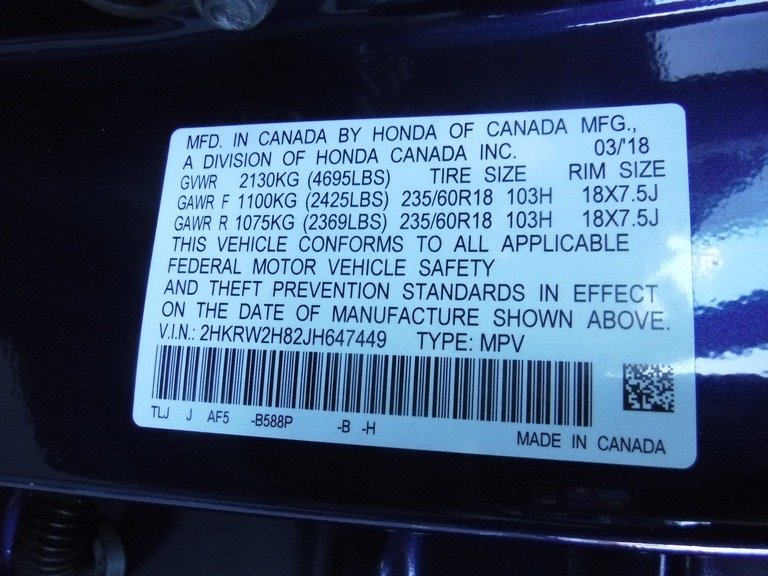 MFD. IN CANADA BY HONDA OF CANADA MFG.,
A DIVISION OF HONDA CANADA INC. 03/'18
GVWR 2130KG (4695LBS) TIRE SIZE RIM SIZE
GAWR F 1100KG (2425LBS) 235/60R18 103H 18X7.5J
GAWR R 1075KG (2369LBS) 235/60R18 103H 18X7.5J
THIS VEHICLE CONFORMS TO ALL APPLICABLE
FEDERAL MOTOR VEHICLE SAFETY
AND THEFT PREVENTION STANDARDS IN EFFECT
ON THE DATE OF MANUFACTURE SHOWN ABOVE.
V.I.N.: 2HKRW2H82JH647449 TYPE: MPV
TLJ J AF5 -B588P -B -H
MADE IN CANADA